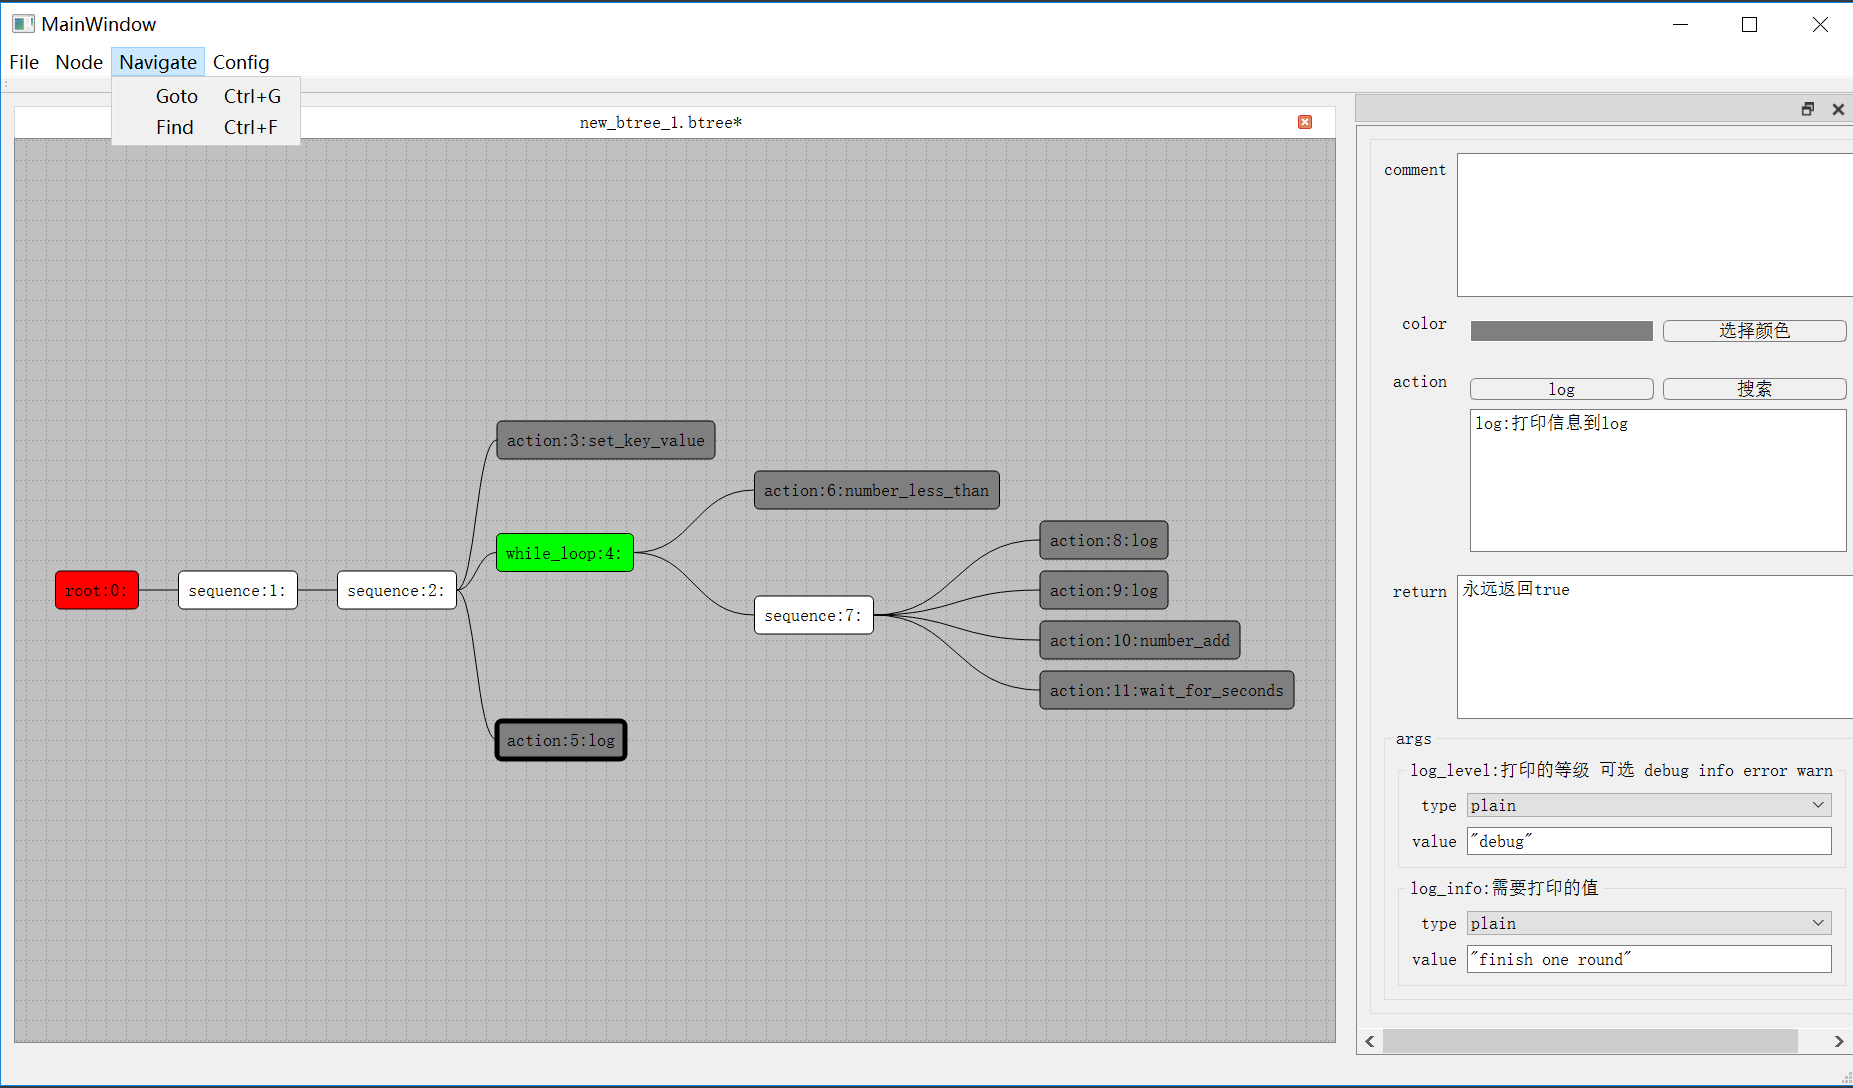 MainWindow
File Node Navigate Config
Goto Ctrl+G
Find Ctrl+F
new_btree_1.btree*
root:0:
sequence:1:
sequence:2:
action:3:set_key_value
while_loop:4:
action:5:log
action:6:number_less_than
sequence:7:
action:8:log
action:9:log
action:10:number_add
action:11:wait_for_seconds
comment
color 选择颜色
action log 搜索
log:打印信息到log
return 永远返回true
args
log_level:打印的等级 可选 debug info error warn
type plain
value "debug"
log_info:需要打印的值
type plain
value "finish one round"